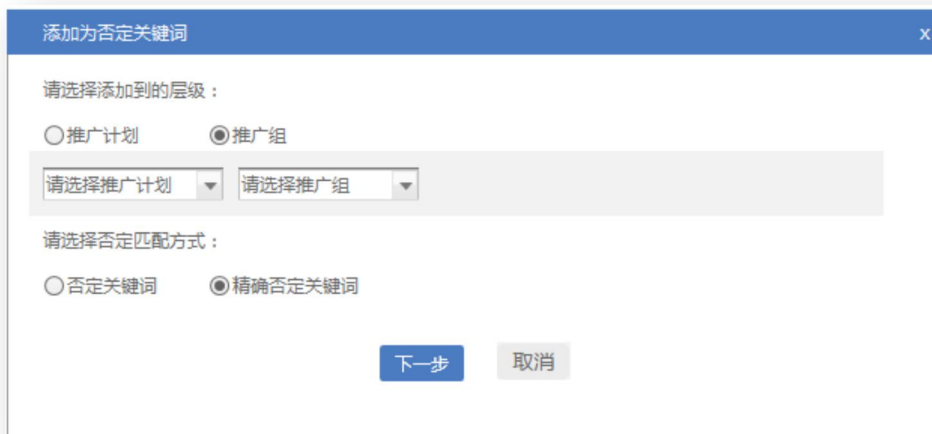 添加为否定关键词 x
请选择添加到的层级：
推广计划 推广组
请选择推广计划 请选择推广组
请选择否定匹配方式：
否定关键词 精确否定关键词
下一步 取消